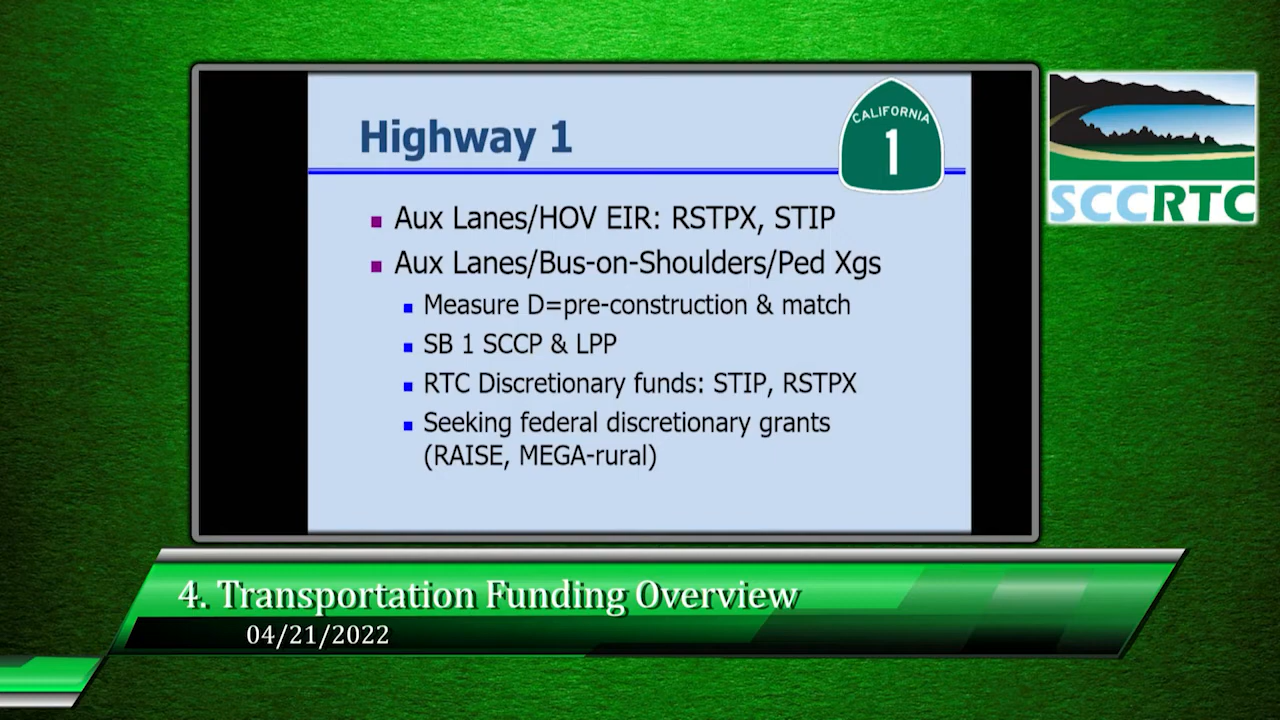 Highway 1
CALIFORNIA
1
Aux Lanes/HOV EIR: RSTPX, STIP
Aux Lanes/Bus-on-Shoulders/Ped Xgs
Measure D=pre-construction & match
SB 1 SCCP & LPP
RTC Discretionary funds: STIP, RSTPX
Seeking federal discretionary grants
(RAISE, MEGA-rural)
SCCRTC
4. Transportation Funding Overview
04/21/2022